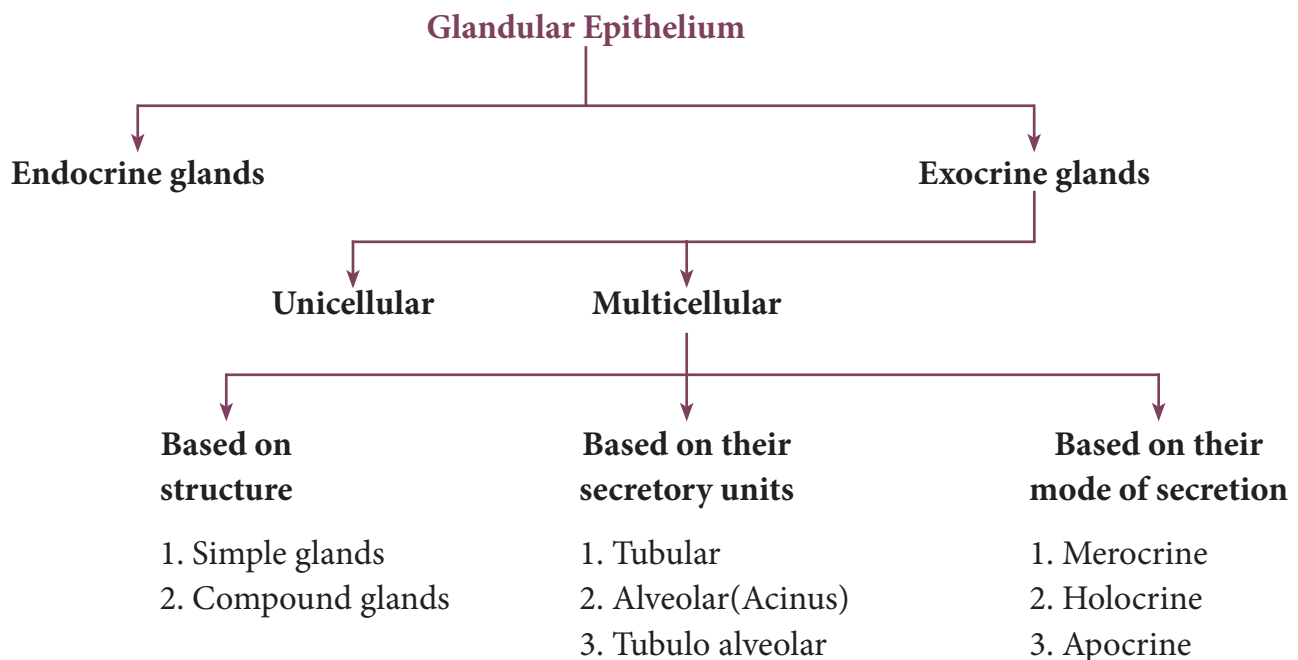 Glandular Epithelium
Endocrine glands
Exocrine glands
Unicellular
Multicellular
Based on
structure
1. Simple glands
2. Compound glands
Based on their
secretory units
1. Tubular
2. Alveolar(Acinus)
3. Tubulo alveolar
Based on their
mode of secretion
1. Merocrine
2. Holocrine
3. Apocrine